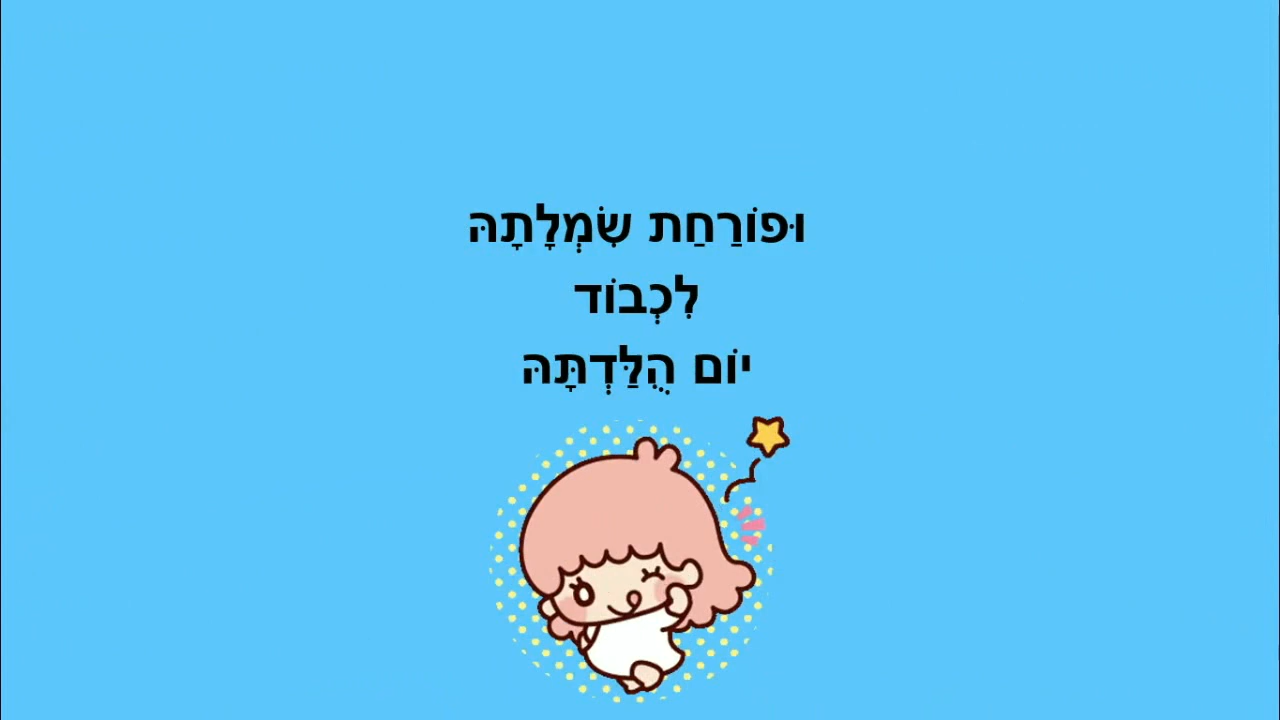 וּפוֹרַחַת שִׂמְלָתָהּ
לִכְבוֹד
יוֹם הֻלַּדְתָּהּ